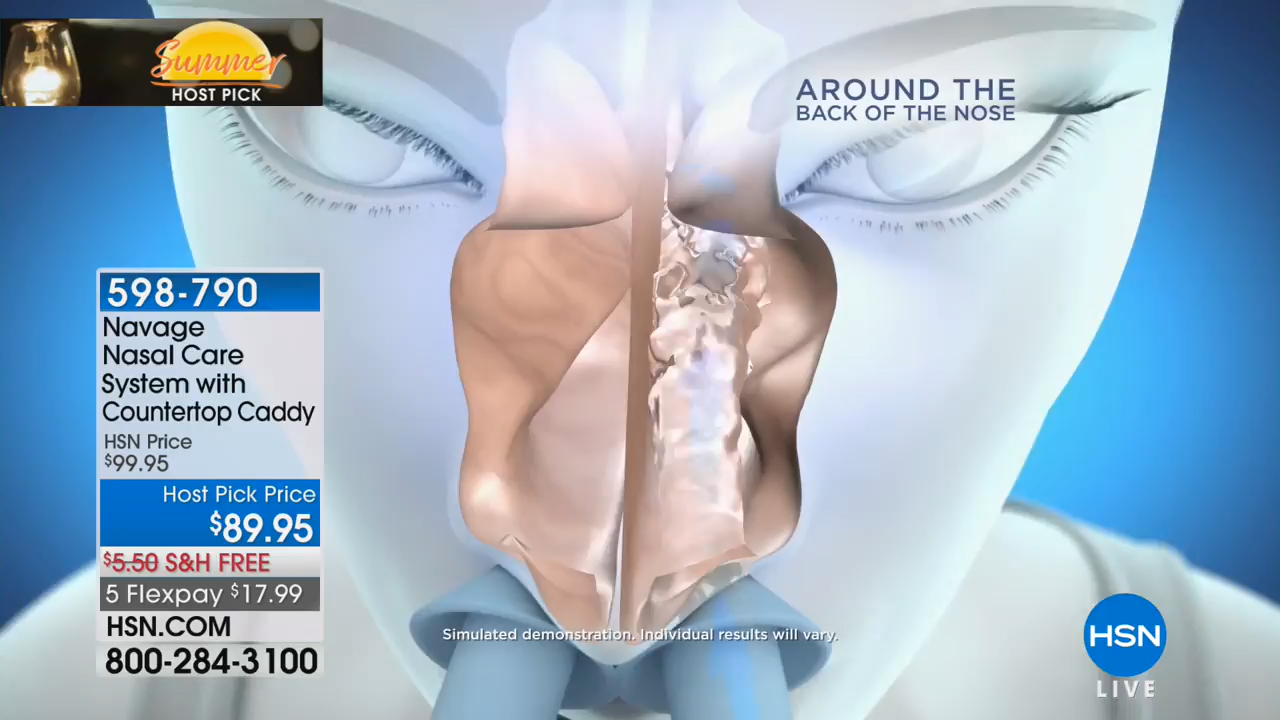 Summer
HOST PICK
AROUND THE
BACK OF THE NOSE
598-790
Navage
Nasal Care
System with
Countertop Caddy
HSN Price
$99.95
Host Pick Price
$89.95
$5.50 S&H FREE
5 Flexpay $17.99
HSN.COM
800-284-3100
Simulated demonstration. Individual results will vary.
HSN
LIVE